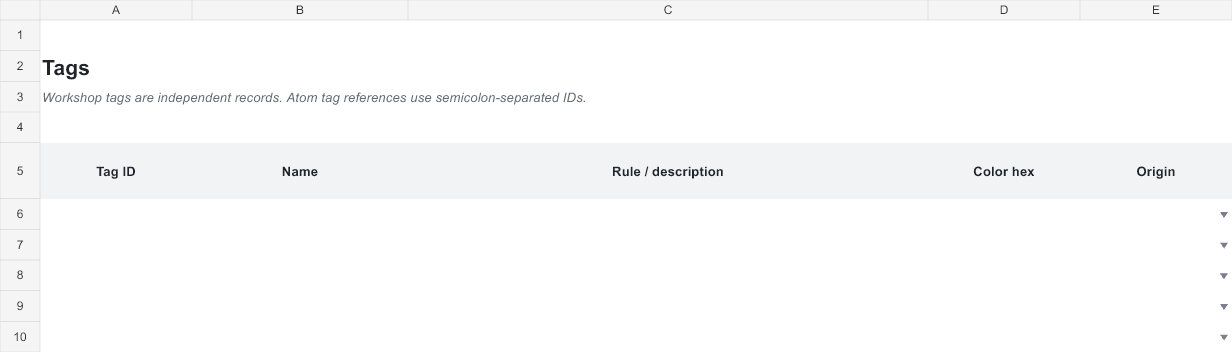 A B C D E
1
2 Tags
3 Workshop tags are independent records. Atom tag references use semicolon-separated IDs.
4
5 Tag ID Name Rule / description Color hex Origin
6
7
8
9
10